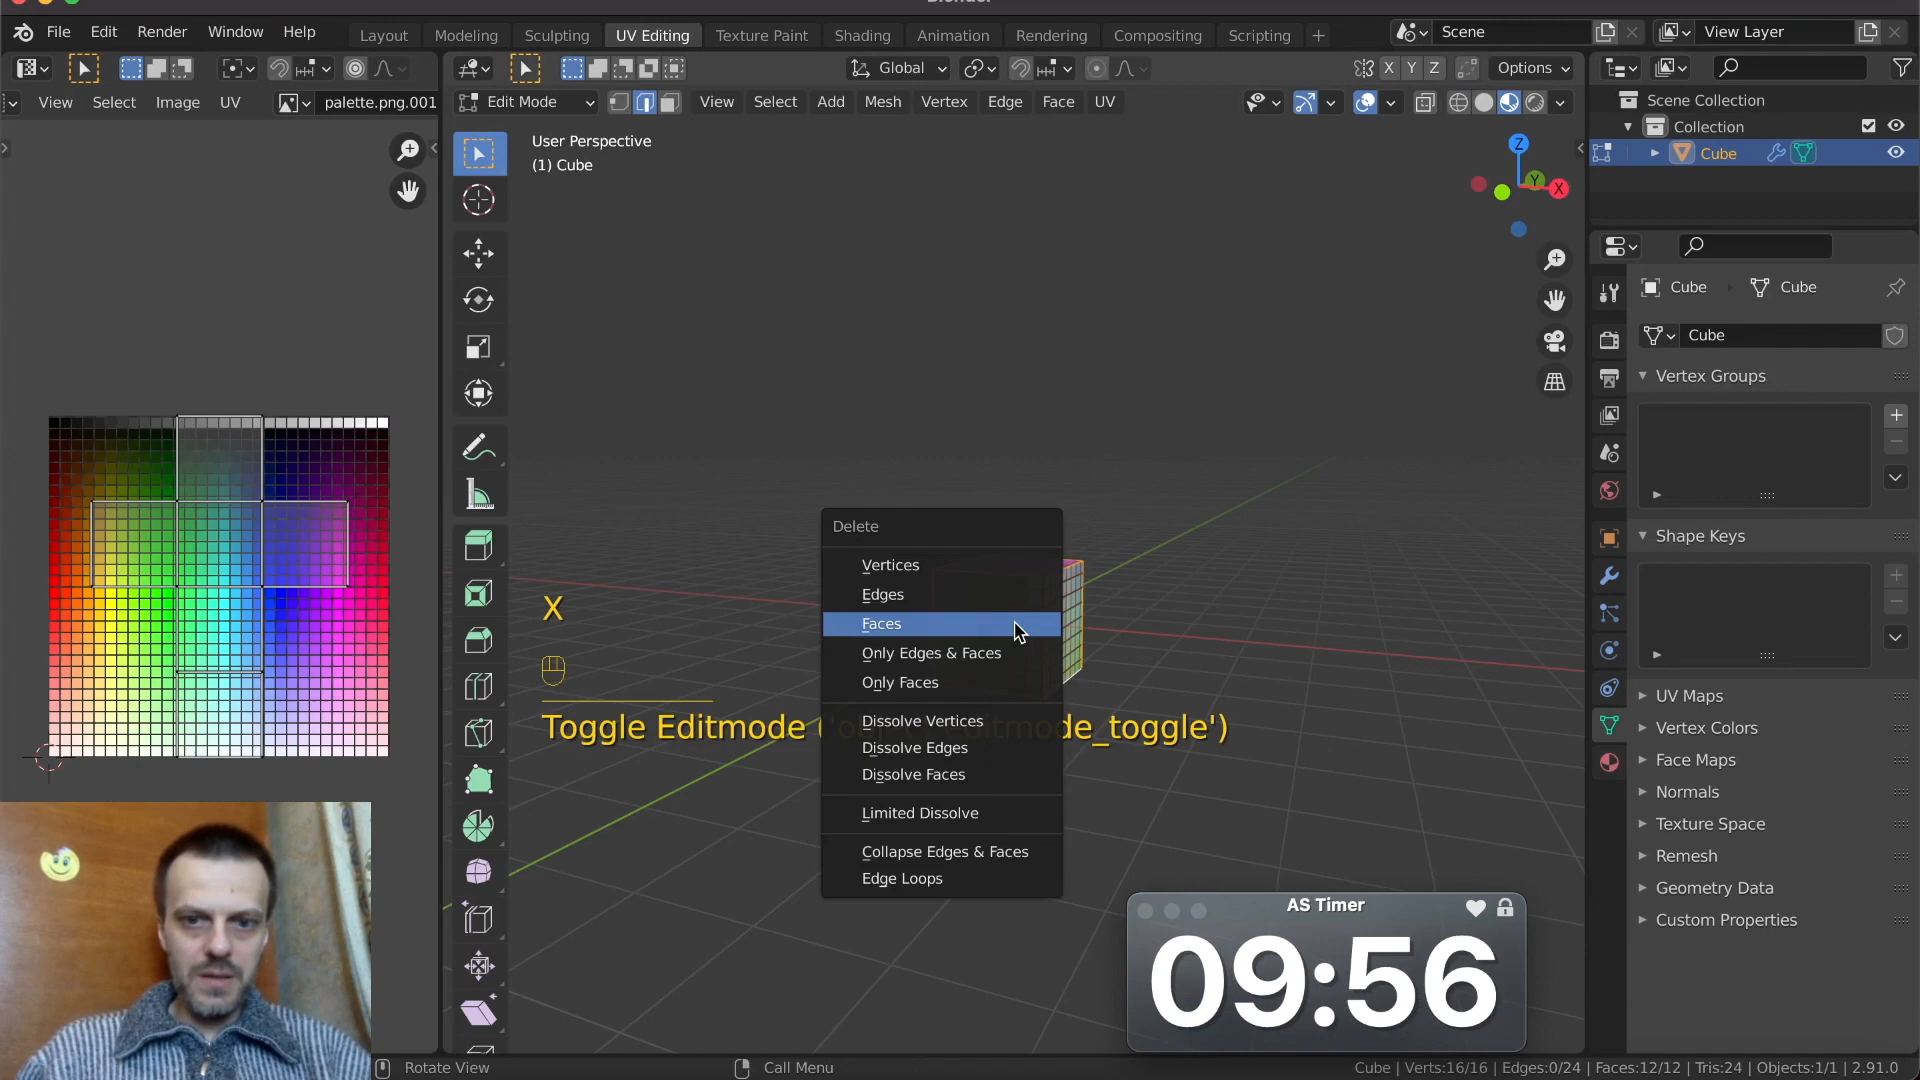 Blender
File Edit Render Window Help Layout Modeling Sculpting UV Editing Texture Paint Shading Animation Rendering Compositing Scripting + Scene View Layer
Global X Y Z Options
View Select Image UV palette.png.001 Edit Mode View Select Add Mesh Vertex Edge Face UV
Scene Collection
Collection
Cube
User Perspective
(1) Cube
Z
Y
X
Cube Cube
Cube
Vertex Groups
Shape Keys
UV Maps
Vertex Colors
Face Maps
Normals
Texture Space
Remesh
Geometry Data
Custom Properties
Delete
Vertices
Edges
Faces
Only Edges & Faces
Only Faces
Dissolve Vertices
Dissolve Edges
Dissolve Faces
Limited Dissolve
Collapse Edges & Faces
Edge Loops
X
Toggle Editmode ('object.editmode_toggle')
AS Timer
09:56
Rotate View Call Menu Cube | Verts:16/16 | Edges:0/24 | Faces:12/12 | Tris:24 | Objects:1/1 | 2.91.0